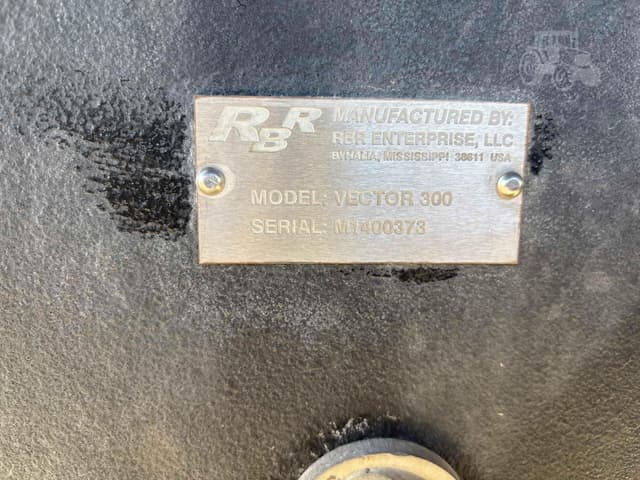 RBR
MANUFACTURED BY:
RBR ENTERPRISE, LLC
BYHALIA, MISSISSIPPI 38611 USA
MODEL: VECTOR 300
SERIAL: M1400373